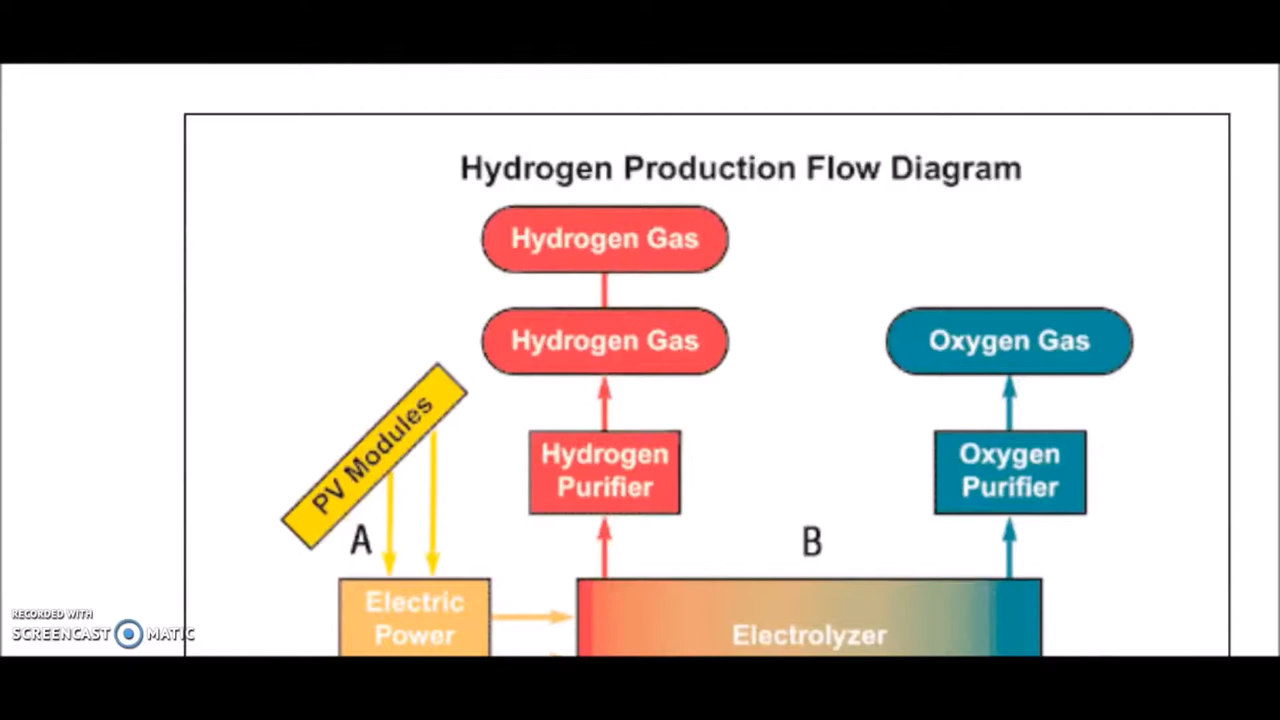 Hydrogen Production Flow Diagram
Hydrogen Gas
Hydrogen Gas
Oxygen Gas
PV Modules
Hydrogen
Purifier
Oxygen
Purifier
A
B
Electric
Power
Electrolyzer
RECORDED WITH
SCREENCAST MATIC